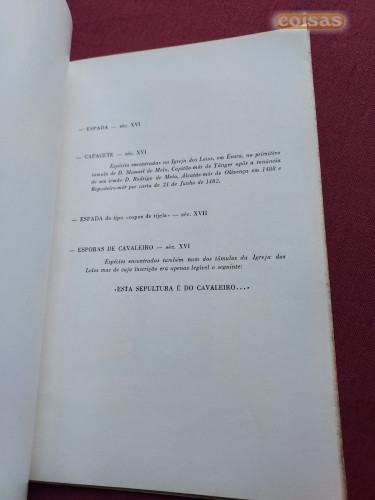 coisas
— ESPADA — séc. XVI
— CAPACETE — séc. XVI
Espécies encontradas na Igreja dos Loios, em Évora, no primitivo
túmulo de D. Manuel de Melo, Capitão-mór de Tânger após a renúncia
de seu irmão D. Rodrigo de Melo, Alcaide-mór de Olivença em 1488 e
Reposteiro-mór por carta de 21 de Junho de 1482.
— ESPADA do tipo «copos de tijela» — séc. XVII
— ESPORAS DE CAVALEIRO — séc. XVI
Espécies encontradas também num dos túmulos da Igreja dos
Loios mas de cuja inscrição era apenas legível o seguinte:
«ESTA SEPULTURA É DO CAVALEIRO...»